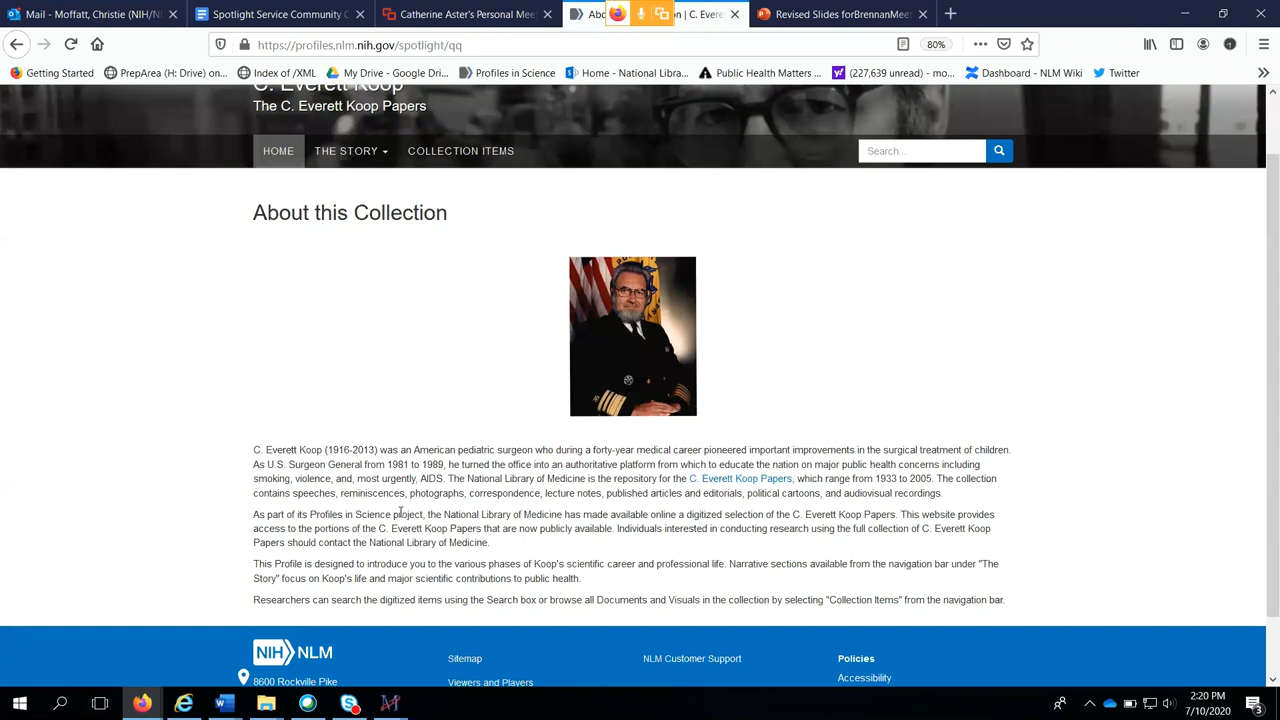 Mail - Moffatt, Christie (NIH/N
Spotlight Service Community
Catherine Aster's Personal Mee
C. Evere
Revised Slides forBrennanMeet
https://profiles.nlm.nih.gov/spotlight/qq
80%
Getting Started
PrepArea (H: Drive) on...
Index of /XML
My Drive - Google Dri...
Profiles in Science
Home - National Libra...
Public Health Matters ...
(227,639 unread) - mo...
Dashboard - NLM Wiki
Twitter
C. Everett Koop
The C. Everett Koop Papers
HOME
THE STORY
COLLECTION ITEMS
Search...
About this Collection
C. Everett Koop (1916-2013) was an American pediatric surgeon who during a forty-year medical career pioneered important improvements in the surgical treatment of children.
As U.S. Surgeon General from 1981 to 1989, he turned the office into an authoritative platform from which to educate the nation on major public health concerns including
smoking, violence, and, most urgently, AIDS. The National Library of Medicine is the repository for the C. Everett Koop Papers, which range from 1933 to 2005. The collection
contains speeches, reminiscences, photographs, correspondence, lecture notes, published articles and editorials, political cartoons, and audiovisual recordings.
As part of its Profiles in Science project, the National Library of Medicine has made available online a digitized selection of the C. Everett Koop Papers. This website provides
access to the portions of the C. Everett Koop Papers that are now publicly available. Individuals interested in conducting research using the full collection of C. Everett Koop
Papers should contact the National Library of Medicine.
This Profile is designed to introduce you to the various phases of Koop's scientific career and professional life. Narrative sections available from the navigation bar under "The
Story" focus on Koop's life and major scientific contributions to public health.
Researchers can search the digitized items using the Search box or browse all Documents and Visuals in the collection by selecting "Collection Items" from the navigation bar.
NIH NLM
8600 Rockville Pike
Sitemap
Viewers and Players
NLM Customer Support
Policies
Accessibility
2:20 PM
7/10/2020
3